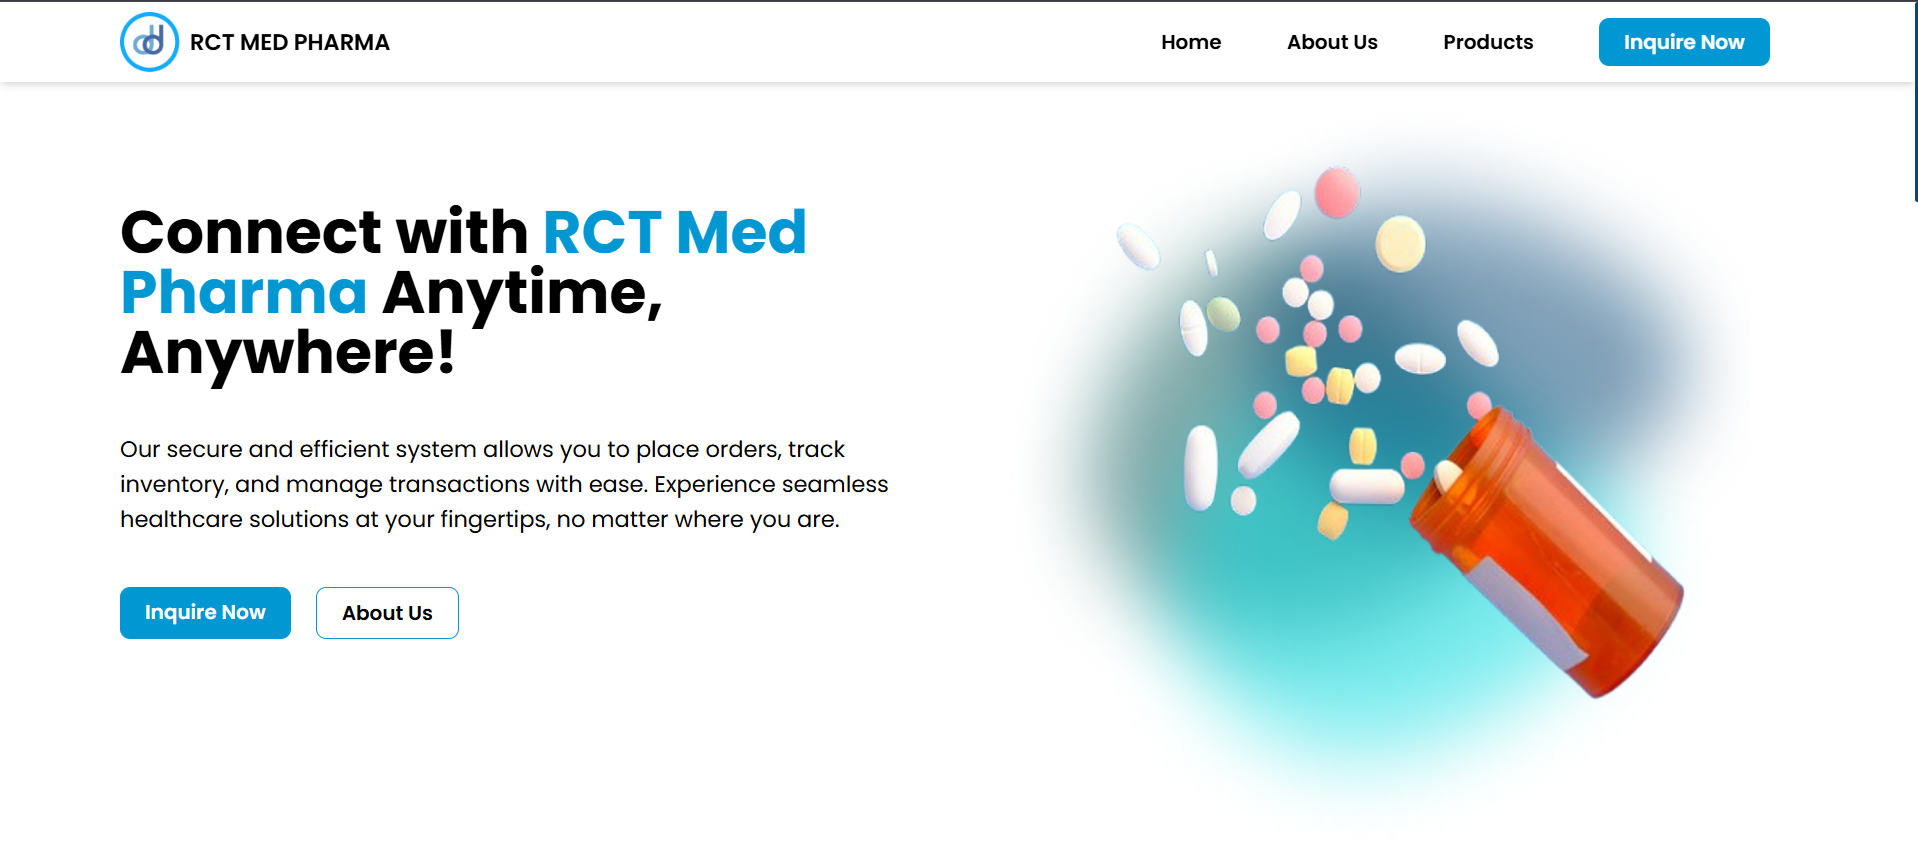 RCT MED PHARMA
Home
About Us
Products
Inquire Now
Connect with RCT Med
Pharma Anytime,
Anywhere!
Our secure and efficient system allows you to place orders, track
inventory, and manage transactions with ease. Experience seamless
healthcare solutions at your fingertips, no matter where you are.
Inquire Now
About Us